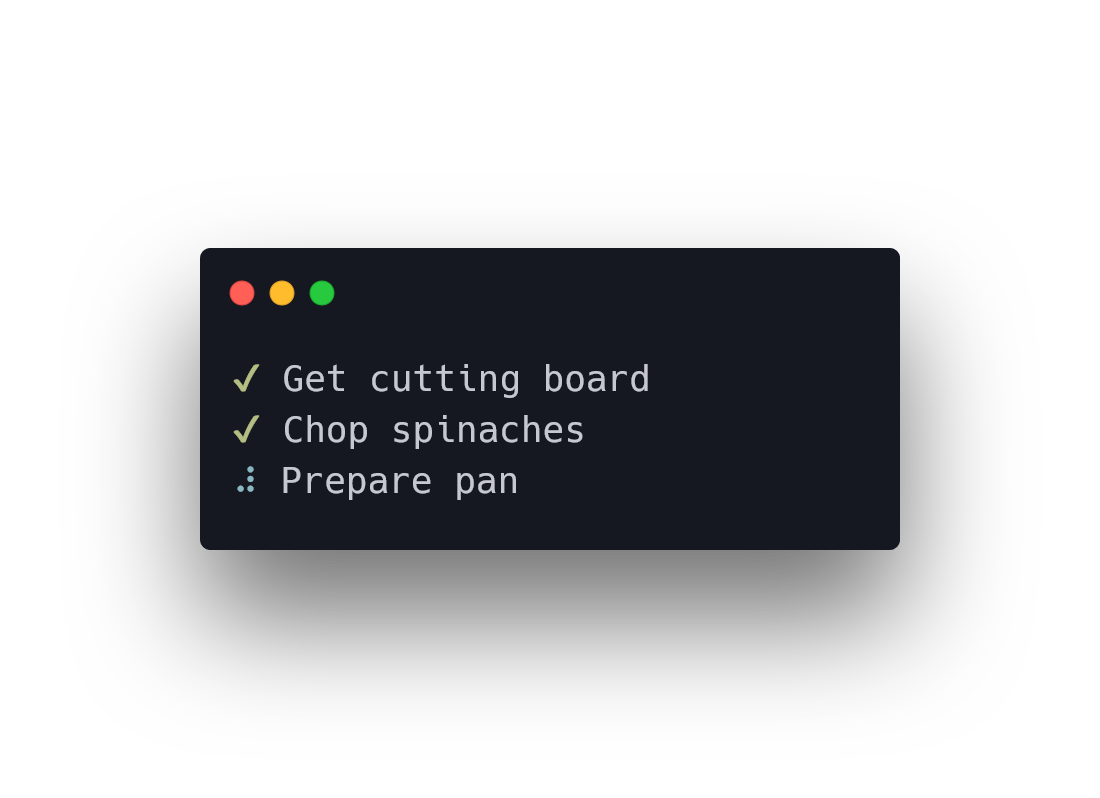 ✓ Get cutting board
✓ Chop spinaches
⣠ Prepare pan